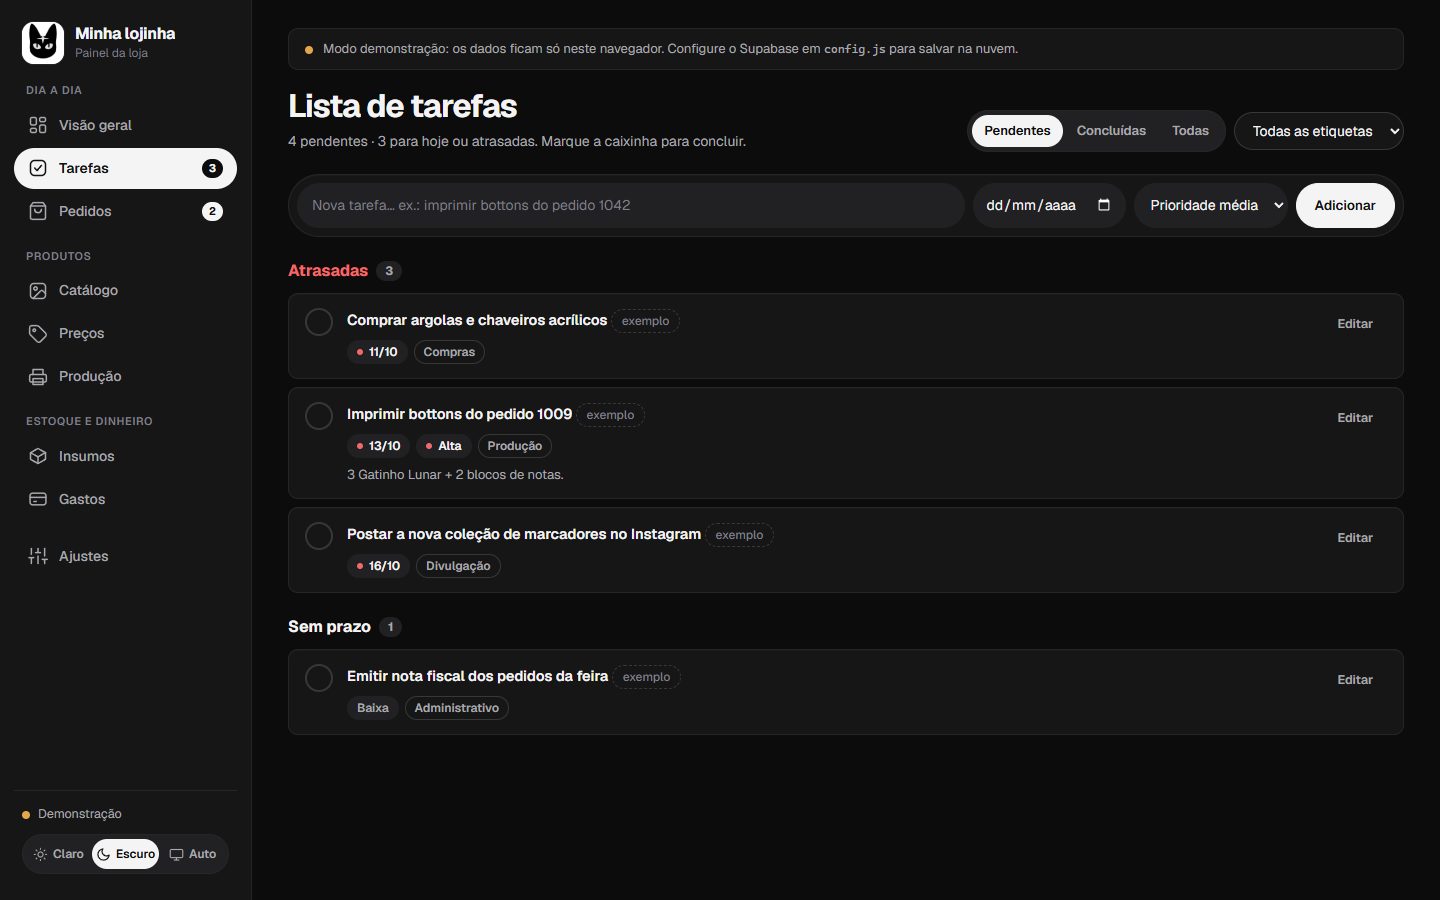 Minha lojinha
Painel da loja
DIA A DIA
Visão geral
Tarefas 3
Pedidos 2
PRODUTOS
Catálogo
Preços
Produção
ESTOQUE E DINHEIRO
Insumos
Gastos
Ajustes
Demonstração
Claro Escuro Auto
Modo demonstração: os dados ficam só neste navegador. Configure o Supabase em config.js para salvar na nuvem.
Lista de tarefas
4 pendentes · 3 para hoje ou atrasadas. Marque a caixinha para concluir.
Pendentes Concluídas Todas Todas as etiquetas
Nova tarefa… ex.: imprimir bottons do pedido 1042 dd/mm/aaaa Prioridade média Adicionar
Atrasadas 3
Comprar argolas e chaveiros acrílicos exemplo Editar
11/10 Compras
Imprimir bottons do pedido 1009 exemplo Editar
13/10 Alta Produção
3 Gatinho Lunar + 2 blocos de notas.
Postar a nova coleção de marcadores no Instagram exemplo Editar
16/10 Divulgação
Sem prazo 1
Emitir nota fiscal dos pedidos da feira exemplo Editar
Baixa Administrativo